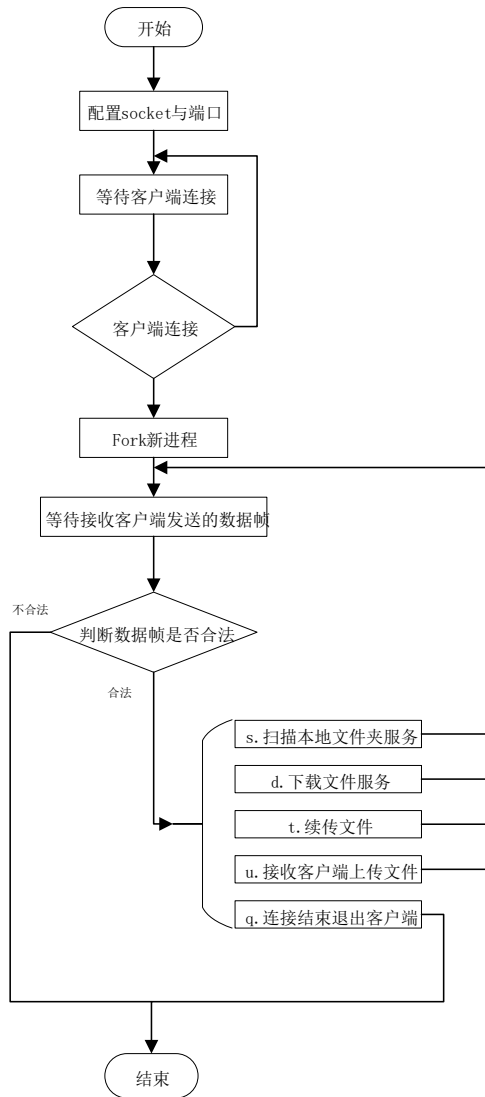 开始
配置socket与端口
等待客户端连接
客户端连接
Fork新进程
等待接收客户端发送的数据帧
不合法
判断数据帧是否合法
合法
s.扫描本地文件夹服务
d.下载文件服务
t.续传文件
u.接收客户端上传文件
q.连接结束退出客户端
结束